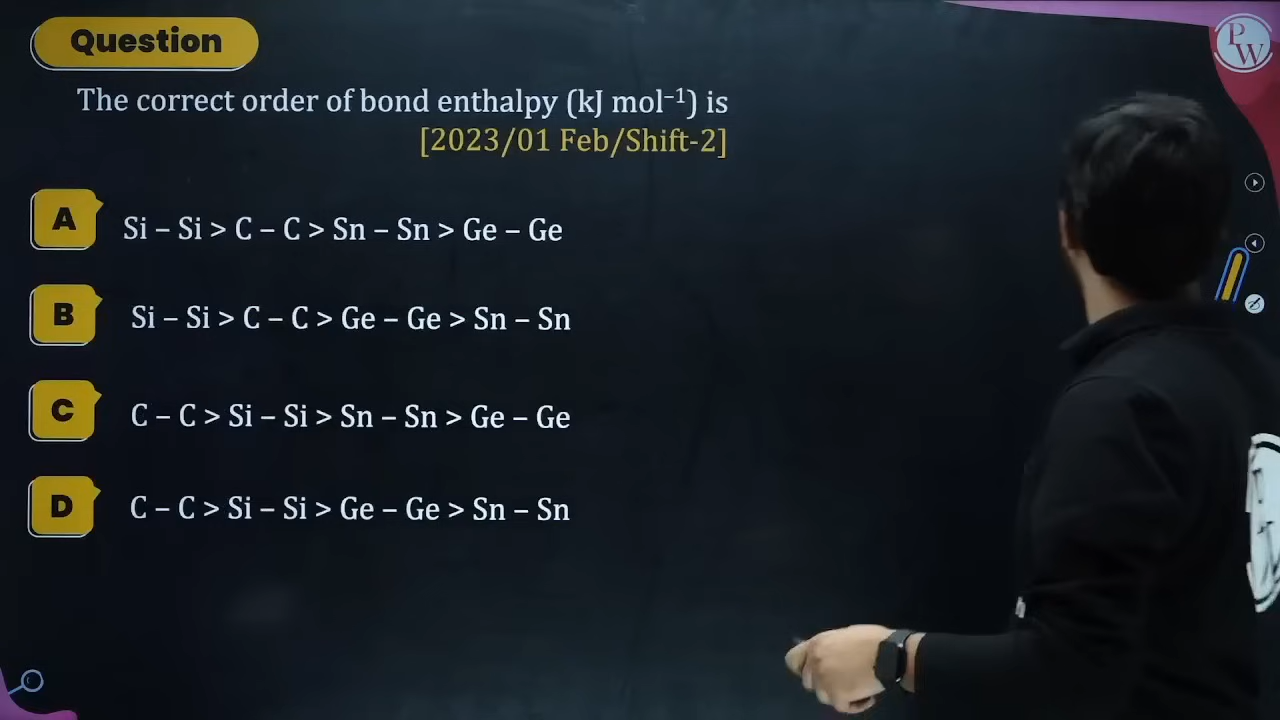 Question
PW
The correct order of bond enthalpy (kJ mol⁻¹) is
[2023/01 Feb/Shift-2]
A Si – Si > C – C > Sn – Sn > Ge – Ge
B Si – Si > C – C > Ge – Ge > Sn – Sn
C C – C > Si – Si > Sn – Sn > Ge – Ge
D C – C > Si – Si > Ge – Ge > Sn – Sn